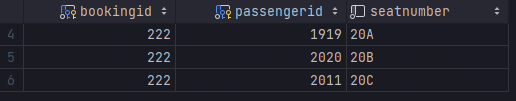 bookingid passengerid seatnumber
4 222 1919 20A
5 222 2020 20B
6 222 2011 20C